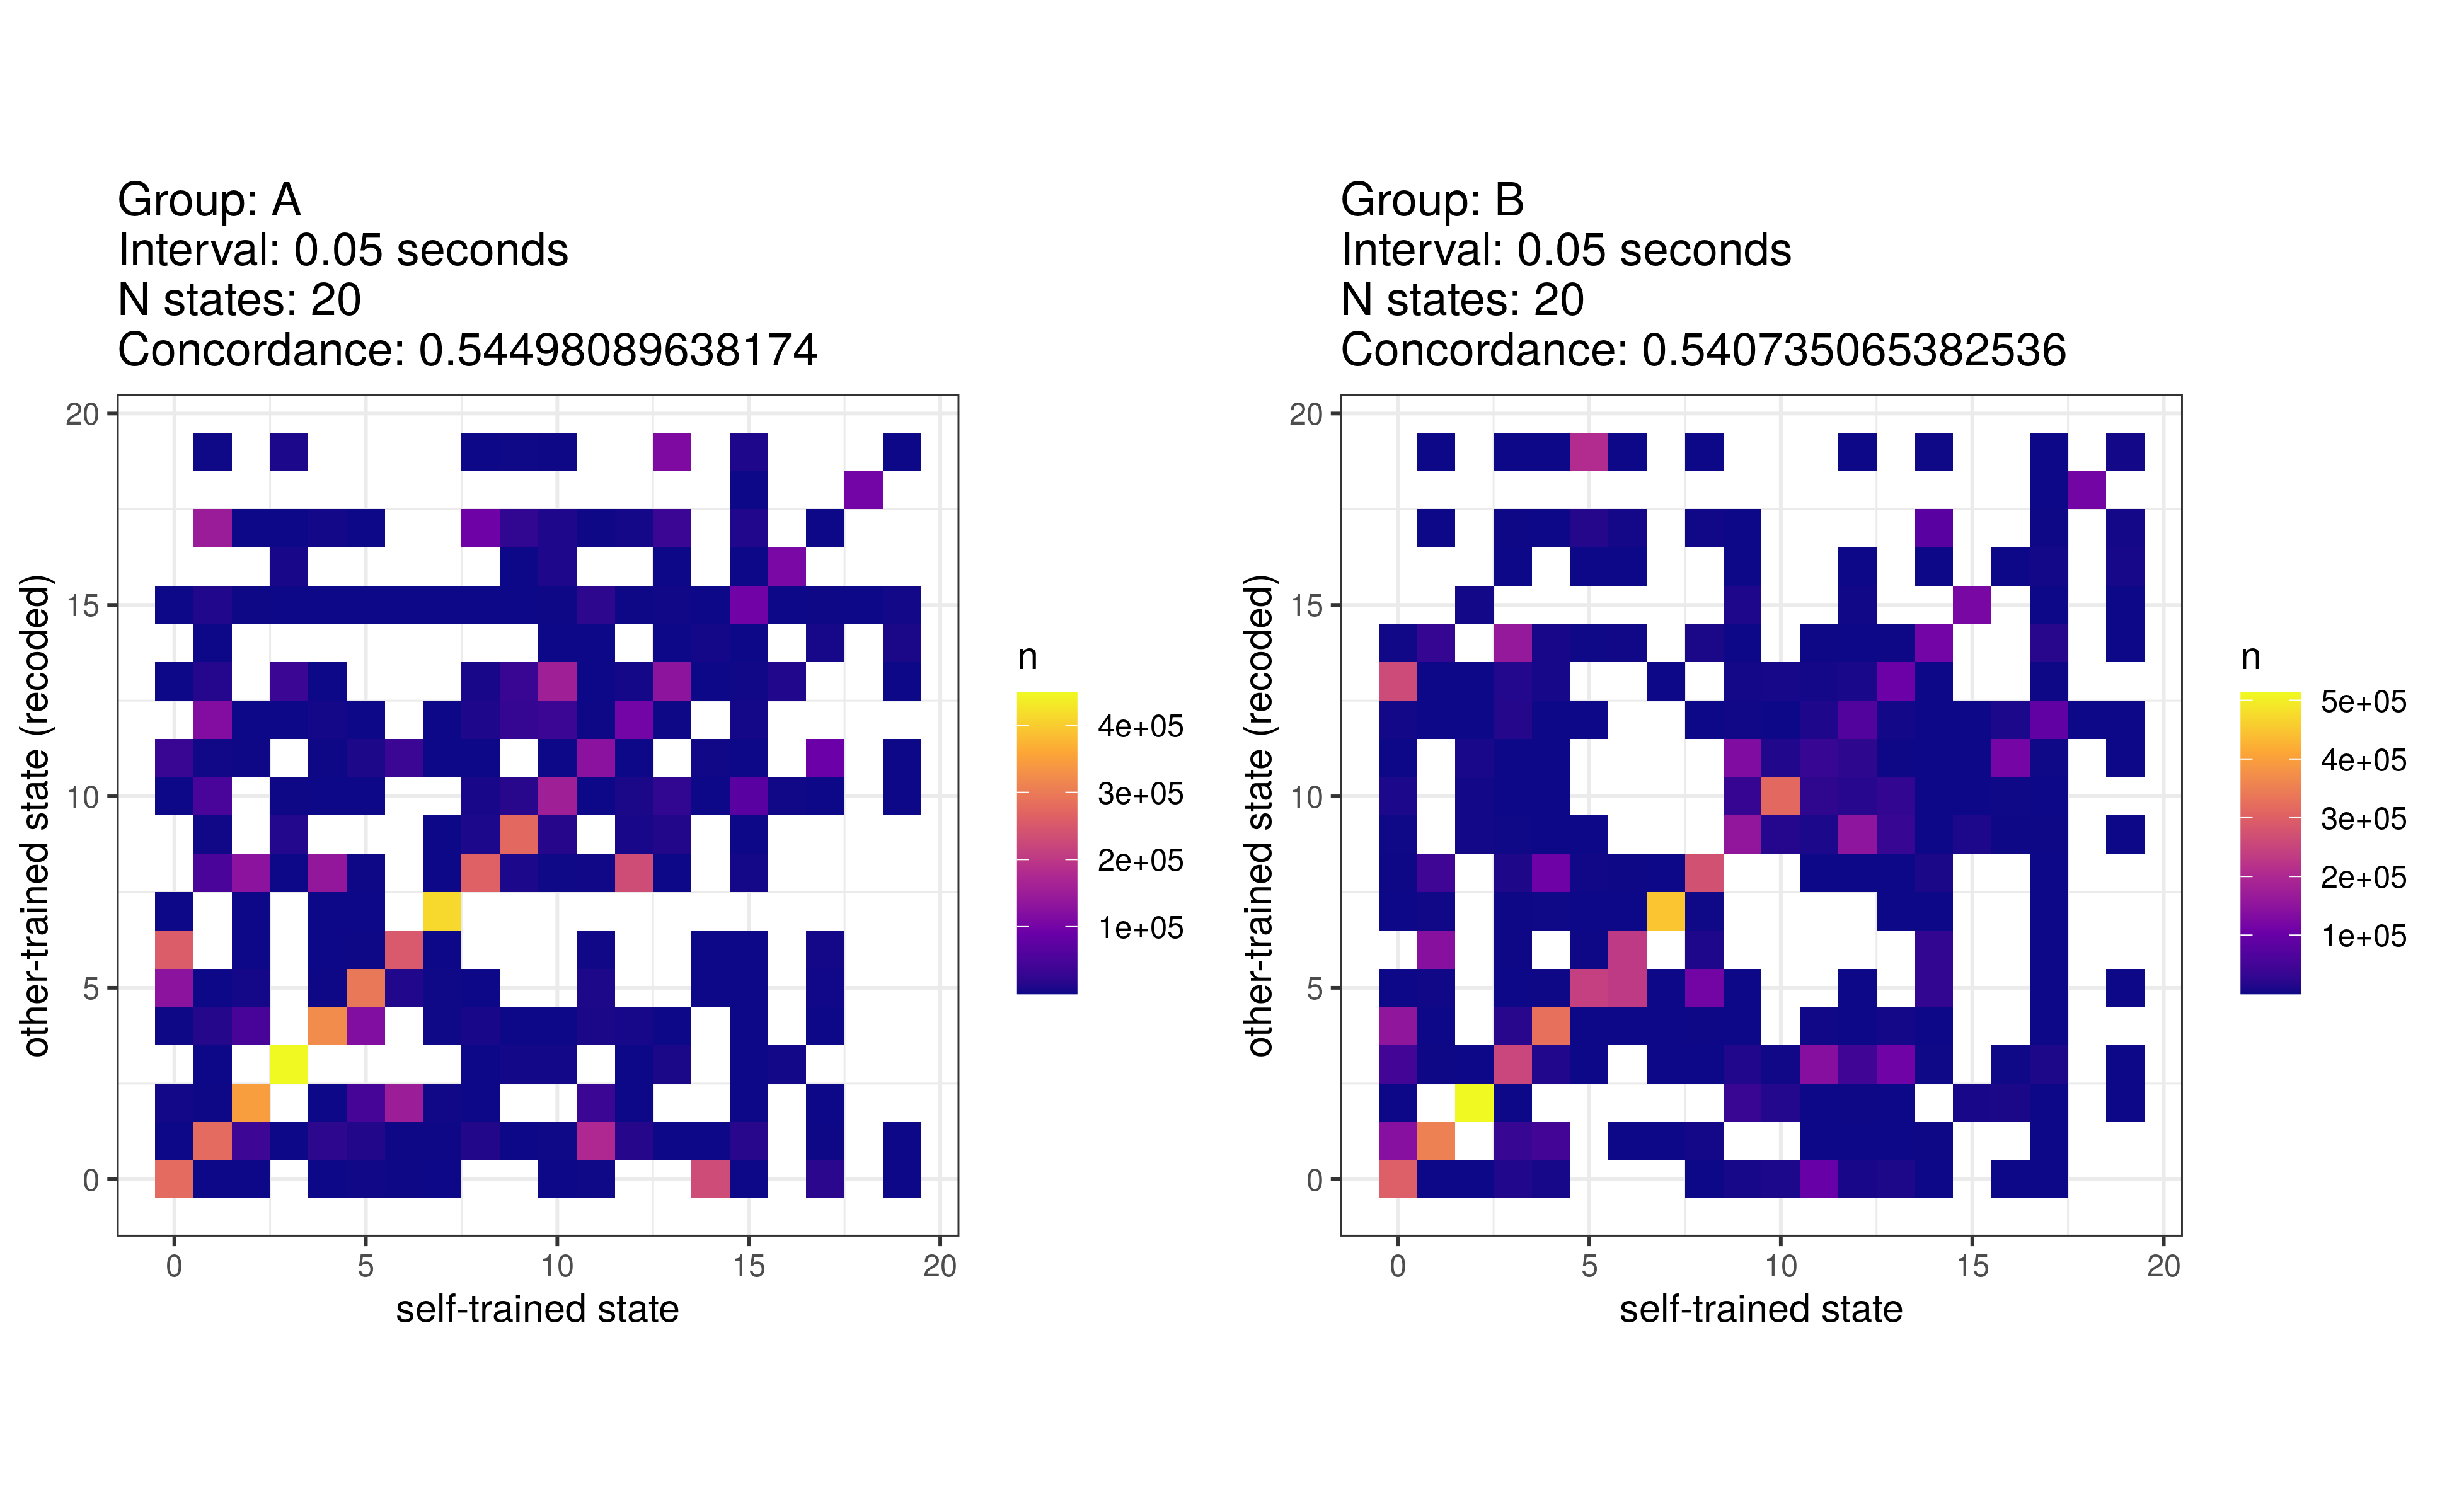 Group: A
Interval: 0.05 seconds
N states: 20
Concordance: 0.54498089638174
20
15
10
5
0
other-trained state (recoded)
0 5 10 15 20
self-trained state
n
4e+05
3e+05
2e+05
1e+05
Group: B
Interval: 0.05 seconds
N states: 20
Concordance: 0.540735065382536
20
15
10
5
0
other-trained state (recoded)
0 5 10 15 20
self-trained state
n
5e+05
4e+05
3e+05
2e+05
1e+05